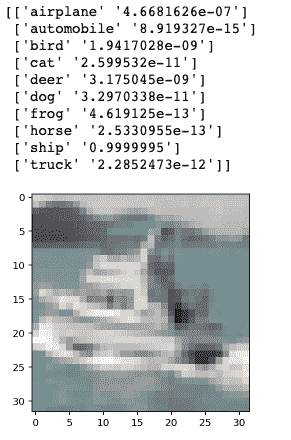 [['airplane' '4.6681626e-07']
['automobile' '8.919327e-15']
['bird' '1.9417028e-09']
['cat' '2.599532e-11']
['deer' '3.175045e-09']
['dog' '3.2970338e-11']
['frog' '4.619125e-13']
['horse' '2.5330955e-13']
['ship' '0.9999995']
['truck' '2.2852473e-12']]
0
5
10
15
20
25
30
0 5 10 15 20 25 30